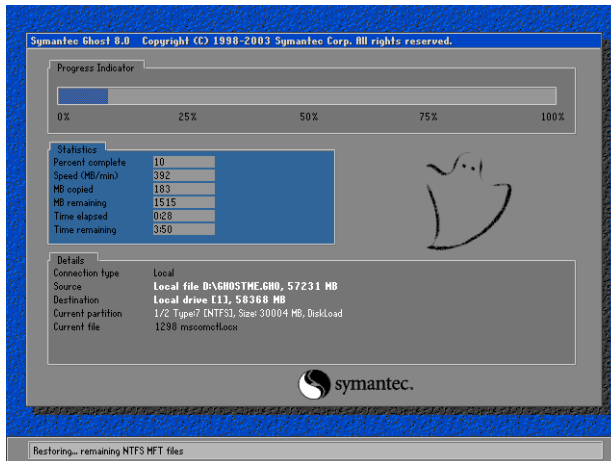 Symantec Ghost 8.0 Copyright (C) 1998-2003 Symantec Corp. All rights reserved.
Progress Indicator
0% 25% 50% 75% 100%
Statistics
Percent complete 10
Speed (MB/min) 392
MB copied 183
MB remaining 1515
Time elapsed 0:28
Time remaining 3:50
Details
Connection type Local
Source Local file D:\GHOSTME.GHO, 57231 MB
Destination Local drive [1], 58368 MB
Current partition 1/2 Type:7 [NTFS], Size: 30004 MB, DiskLoad
Current file 1298 mscomctl.ocx
symantec.
Restoring... remaining NTFS MFT files